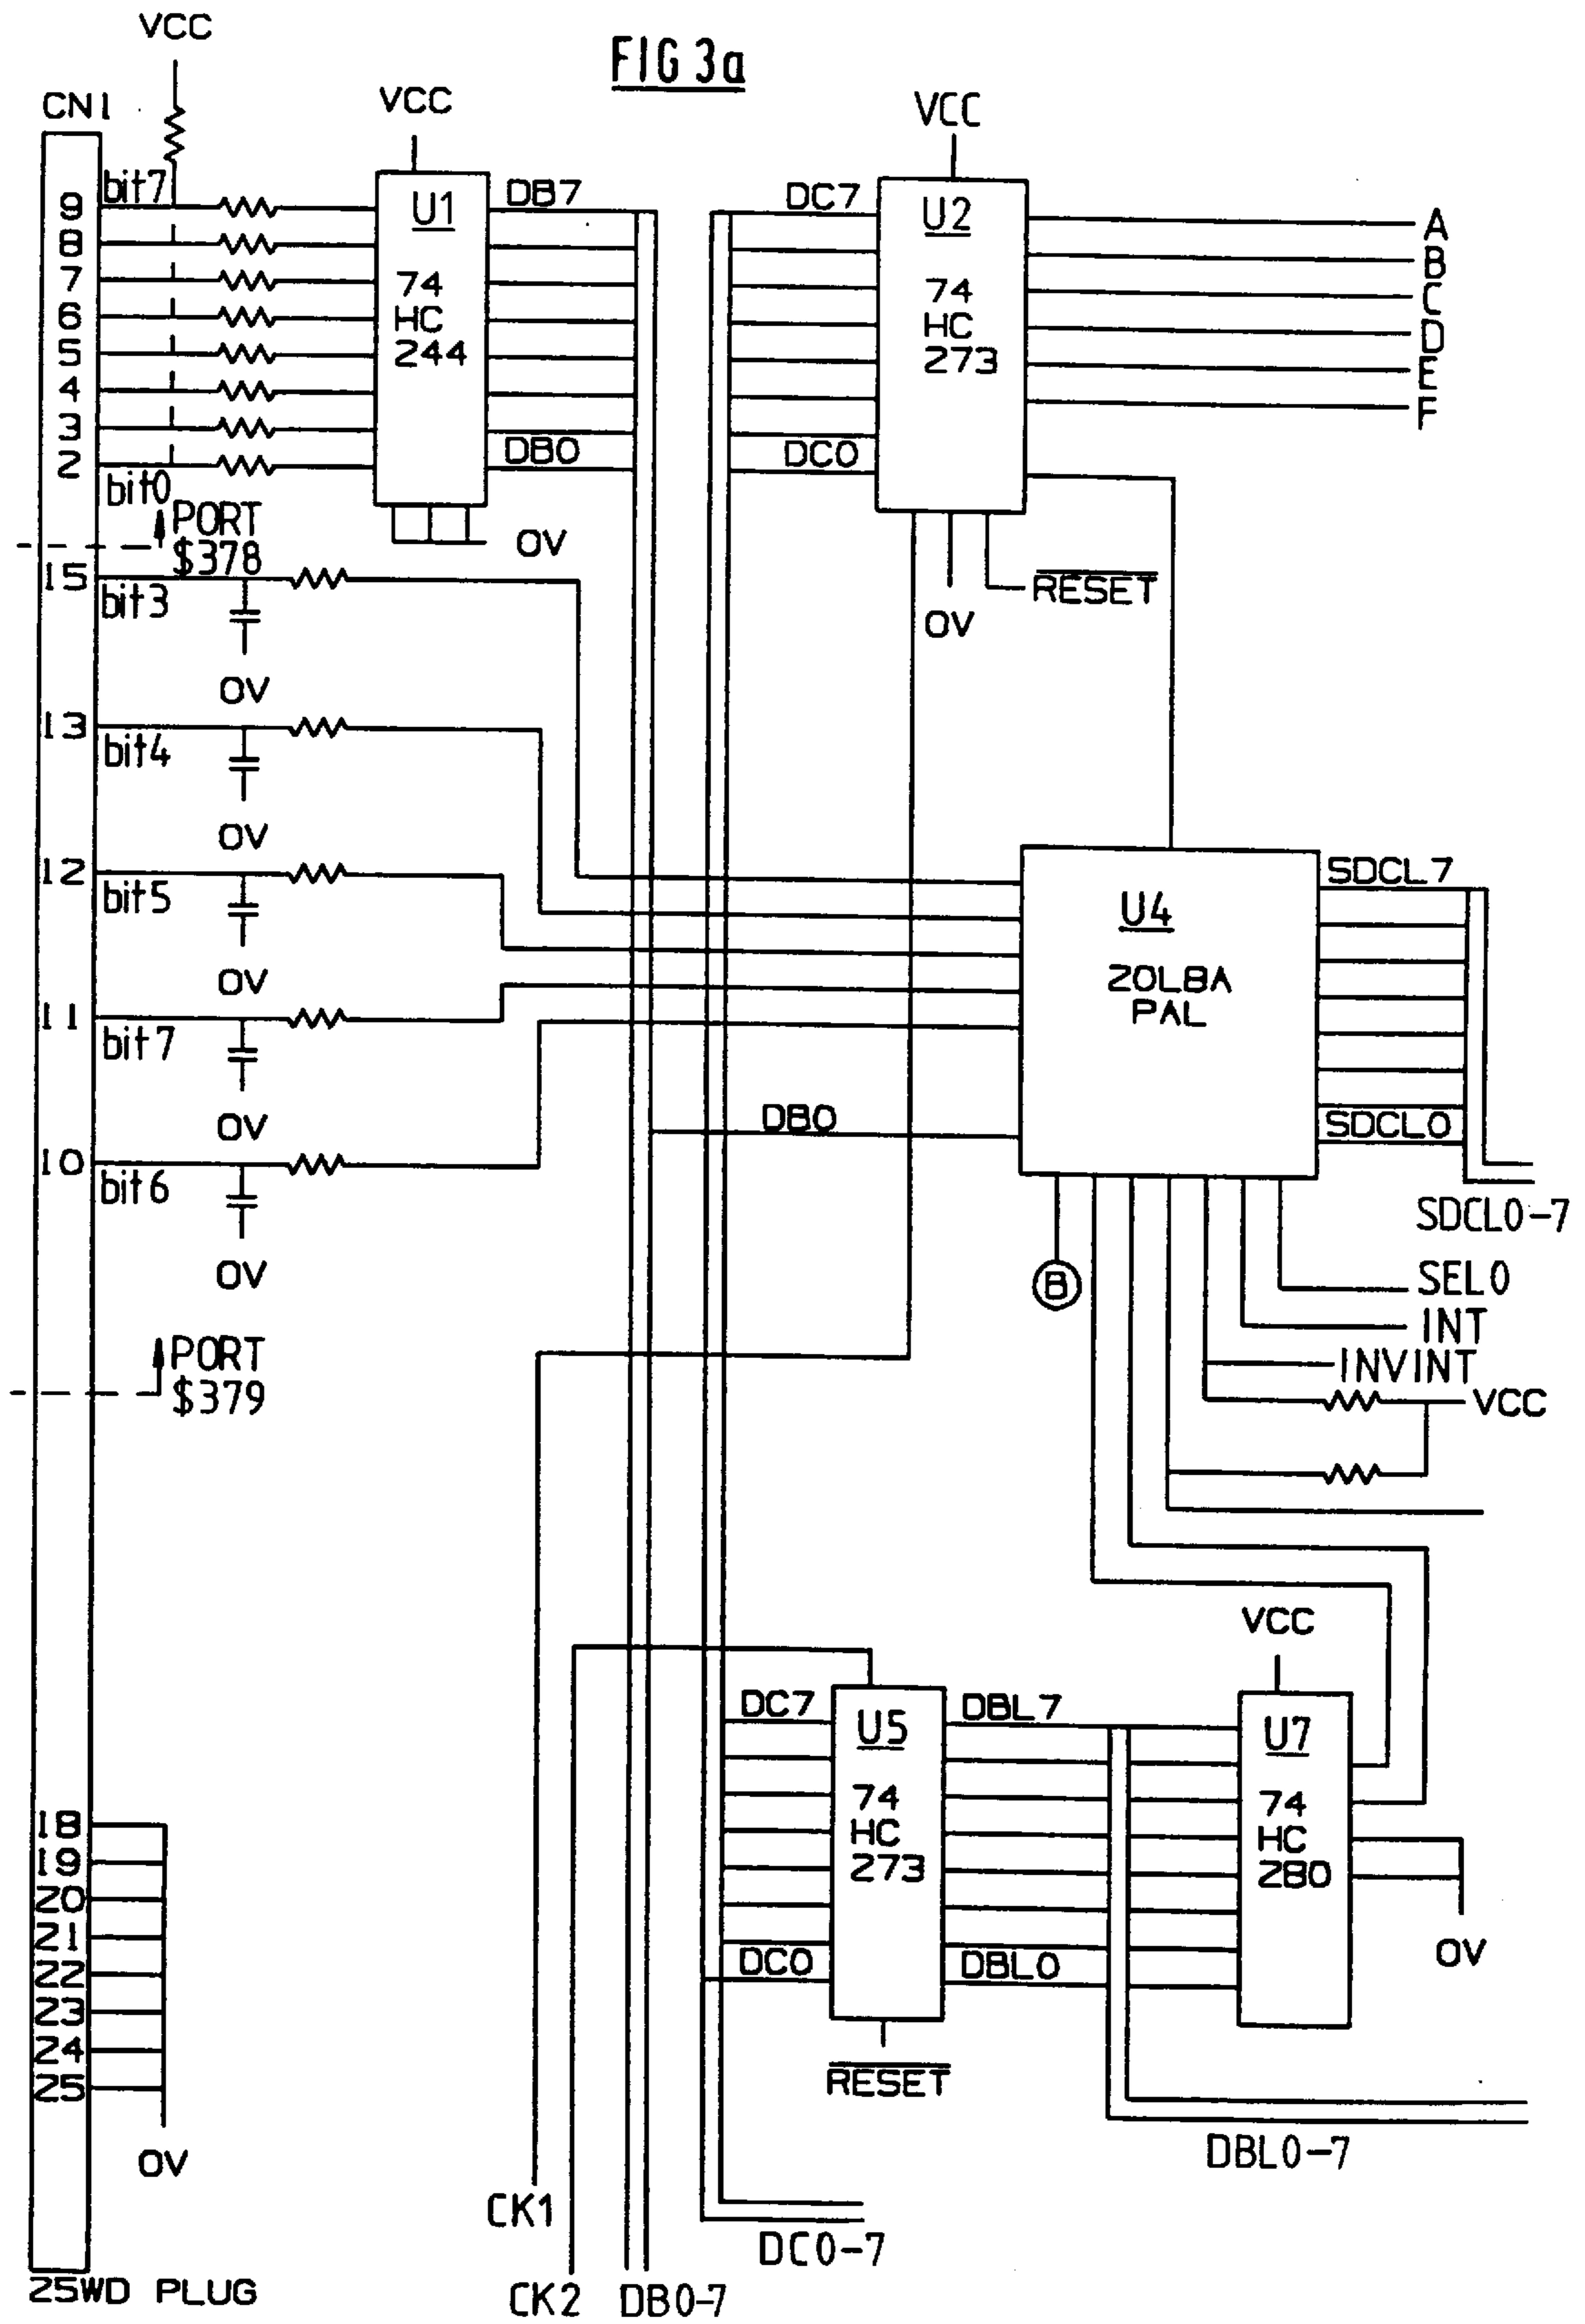 FIG 3a
VCC
CN1
VCC
VCC
bit7
9
8
7
6
5
4
3
2
bit0
U1
74
HC
244
DB7
DB0
0V
DC7
DC0
U2
74
HC
273
A
B
C
D
E
F
0V
RESET
PORT
$378
15
bit3
0V
13
bit4
0V
12
bit5
0V
11
bit7
0V
10
bit6
0V
PORT
$379
DB0
U4
20L8A
PAL
SDCL7
SDCL0
SDCL0-7
B
SEL0
INT
INVINT
VCC
DC7
DC0
U5
74
HC
273
RESET
DBL7
DBL0
VCC
U7
74
HC
280
0V
DBL0-7
18
19
20
21
22
23
24
25
0V
CK1
DC0-7
25WD PLUG
CK2
DB0-7